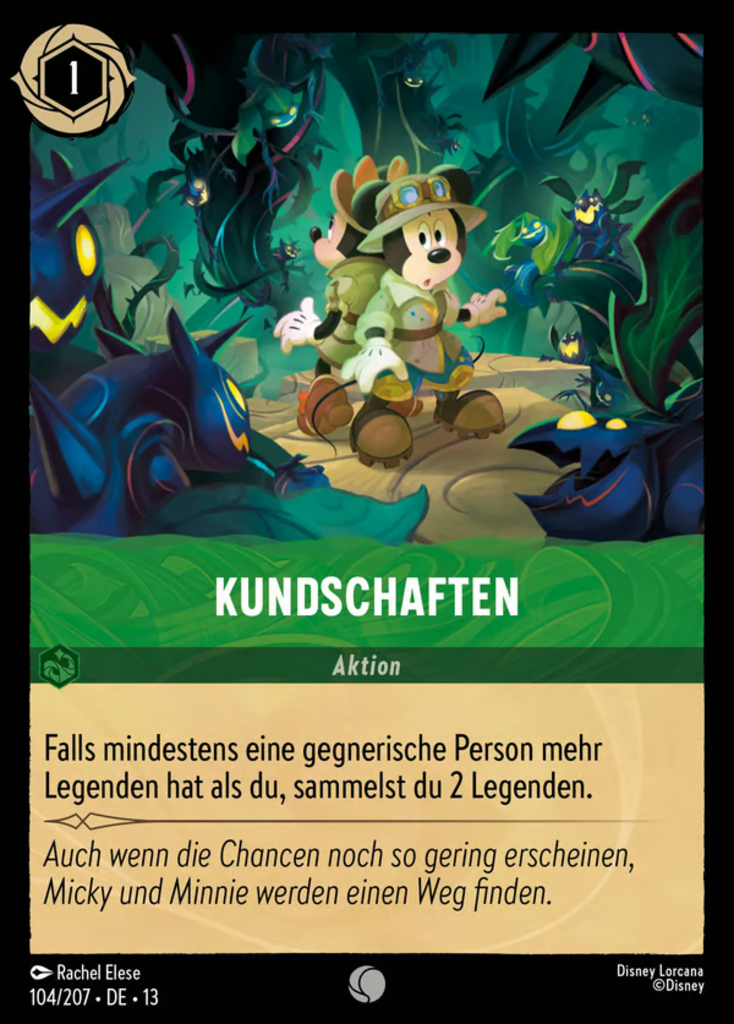 1
KUNDSCHAFTEN
Aktion
Falls mindestens eine gegnerische Person mehr
Legenden hat als du, sammelst du 2 Legenden.
Auch wenn die Chancen noch so gering erscheinen,
Micky und Minnie werden einen Weg finden.
Rachel Elese
104/207 • DE • 13
Disney Lorcana
©Disney